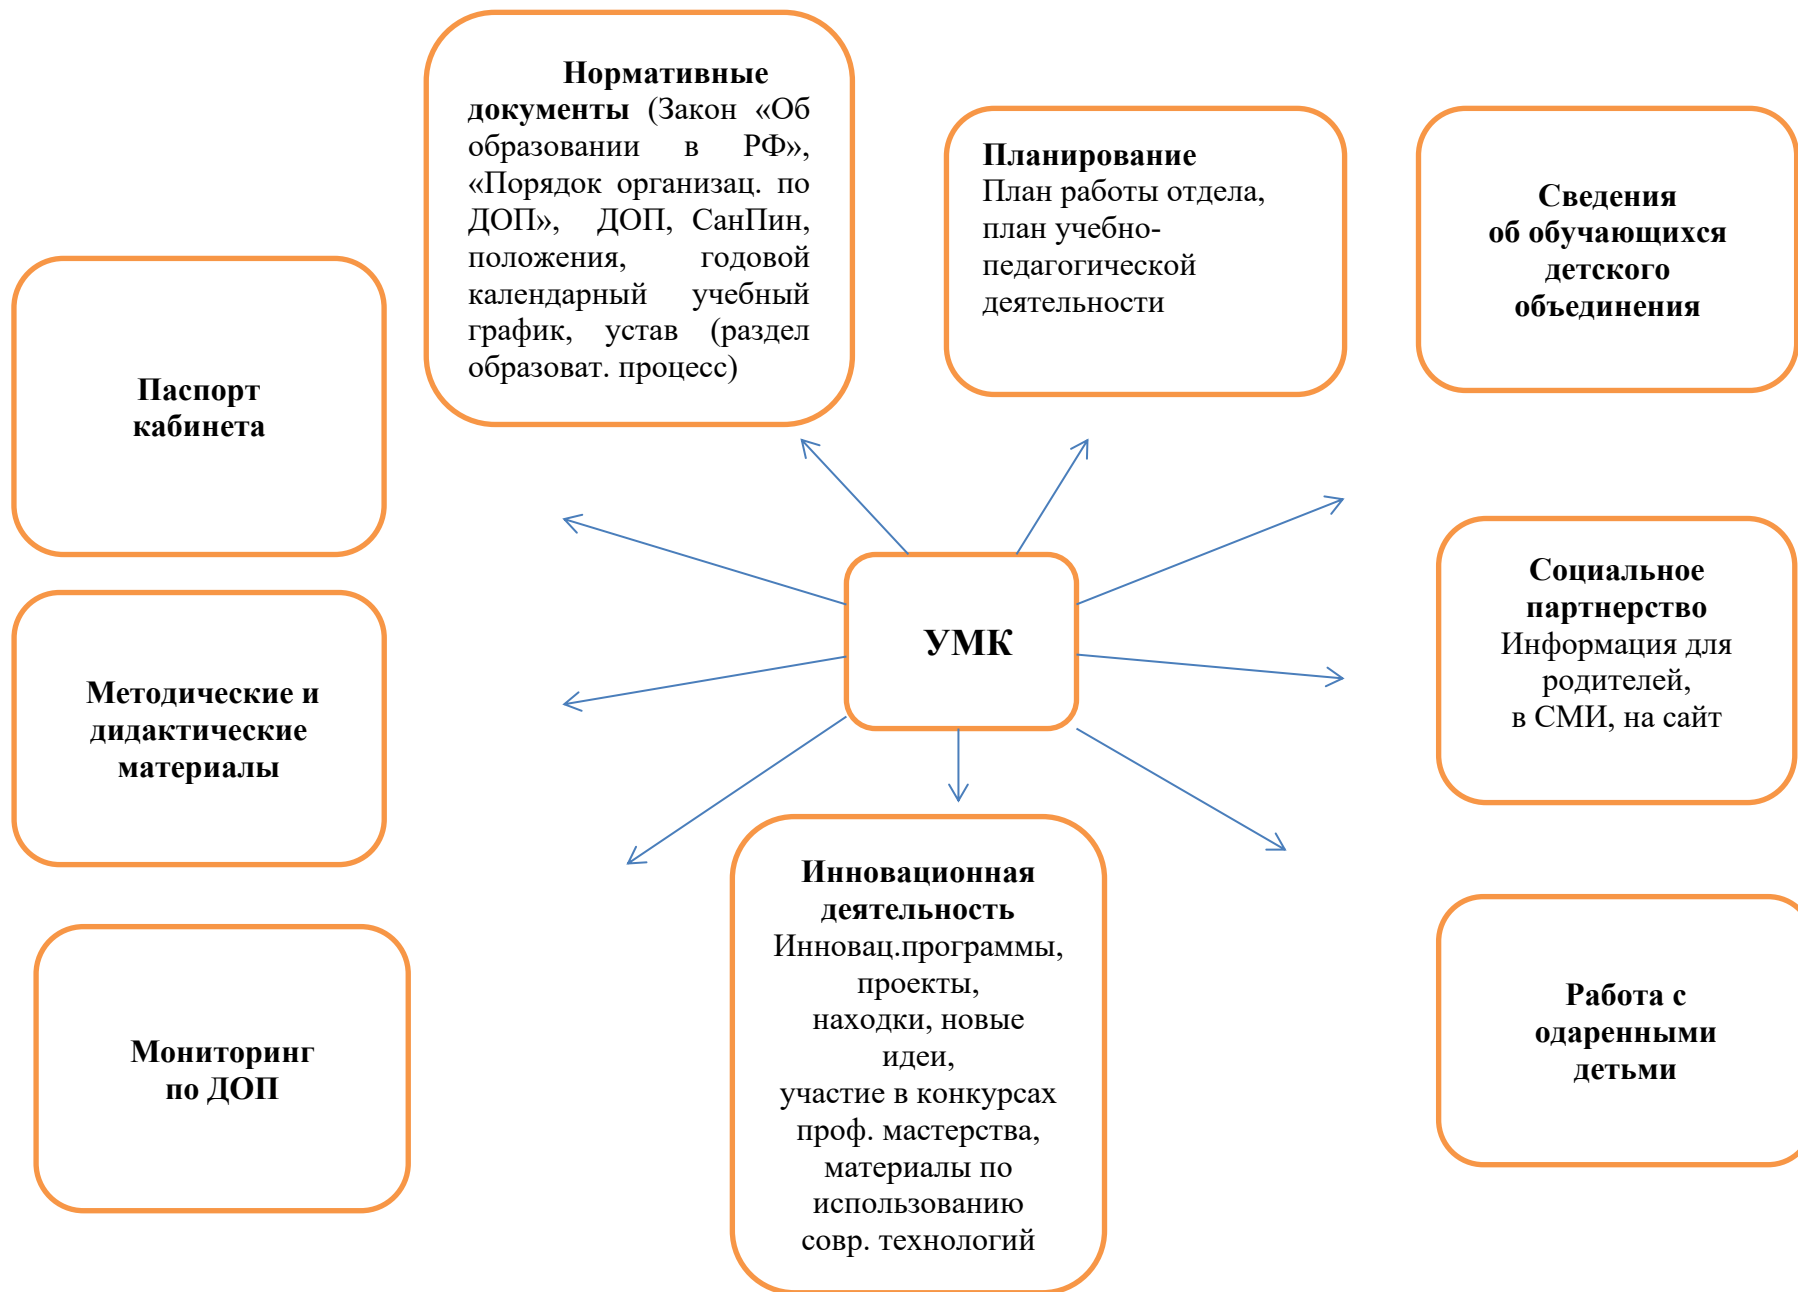 Нормативные
документы (Закон «Об
образовании в РФ»,
«Порядок организац. по
ДОП», ДОП, СанПин,
положения, годовой
календарный учебный
график, устав (раздел
образоват. процесс)
Планирование
План работы отдела,
план учебно-
педагогической
деятельности
Сведения
об обучающихся
детского
объединения
Паспорт
кабинета
УМК
Социальное
партнерство
Информация для
родителей,
в СМИ, на сайт
Методические и
дидактические
материалы
Инновационная
деятельность
Инновац.программы,
проекты,
находки, новые
идеи,
участие в конкурсах
проф. мастерства,
материалы по
использованию
совр. технологий
Мониторинг
по ДОП
Работа с
одаренными
детьми